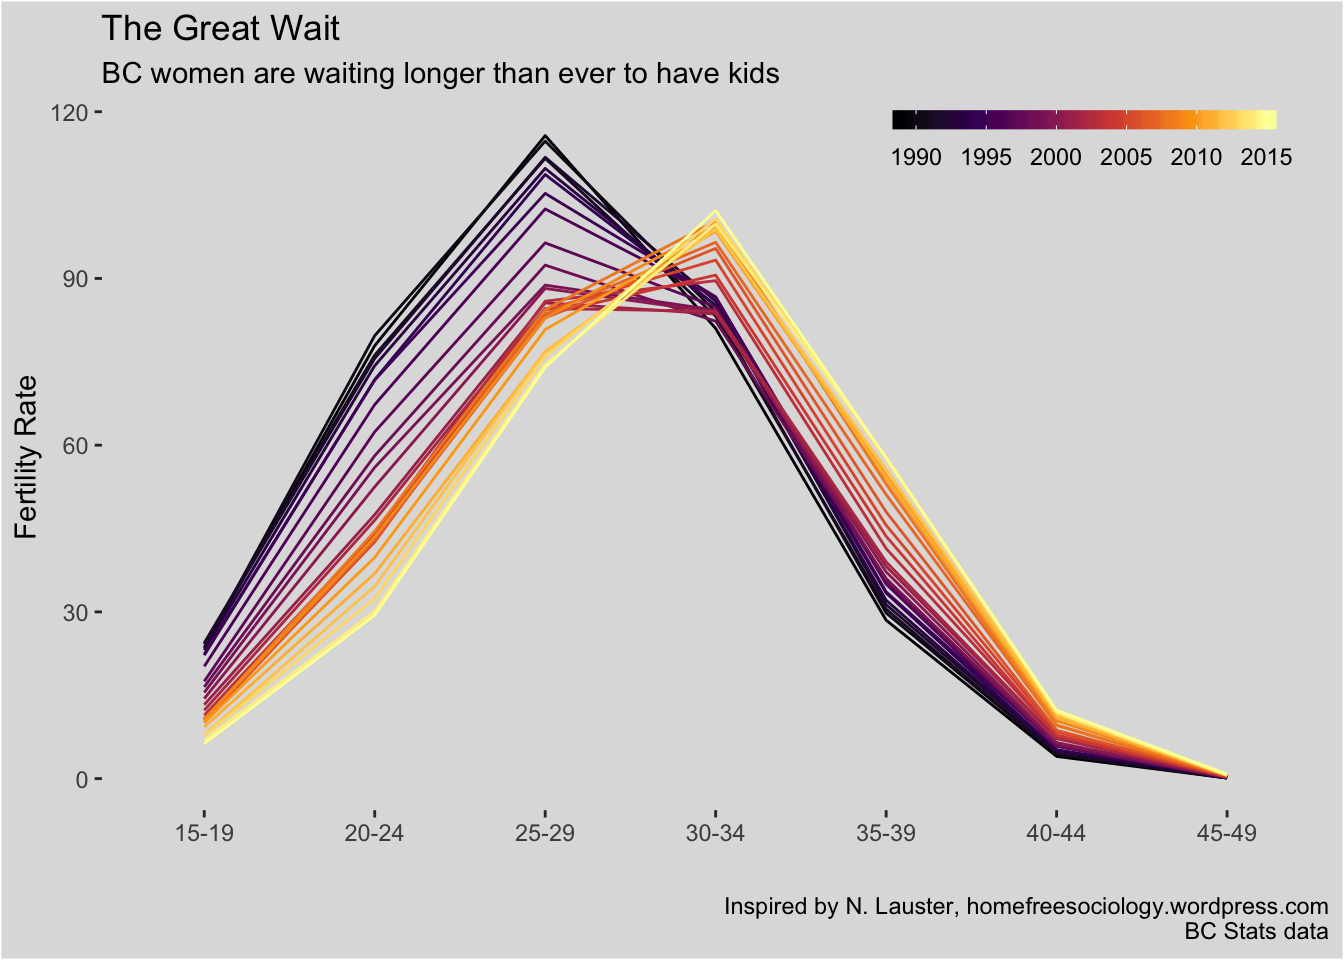 The Great Wait
BC women are waiting longer than ever to have kids
120
90
60
30
0
Fertility Rate
1990 1995 2000 2005 2010 2015
15-19 20-24 25-29 30-34 35-39 40-44 45-49
Inspired by N. Lauster, homefreesociology.wordpress.com
BC Stats data